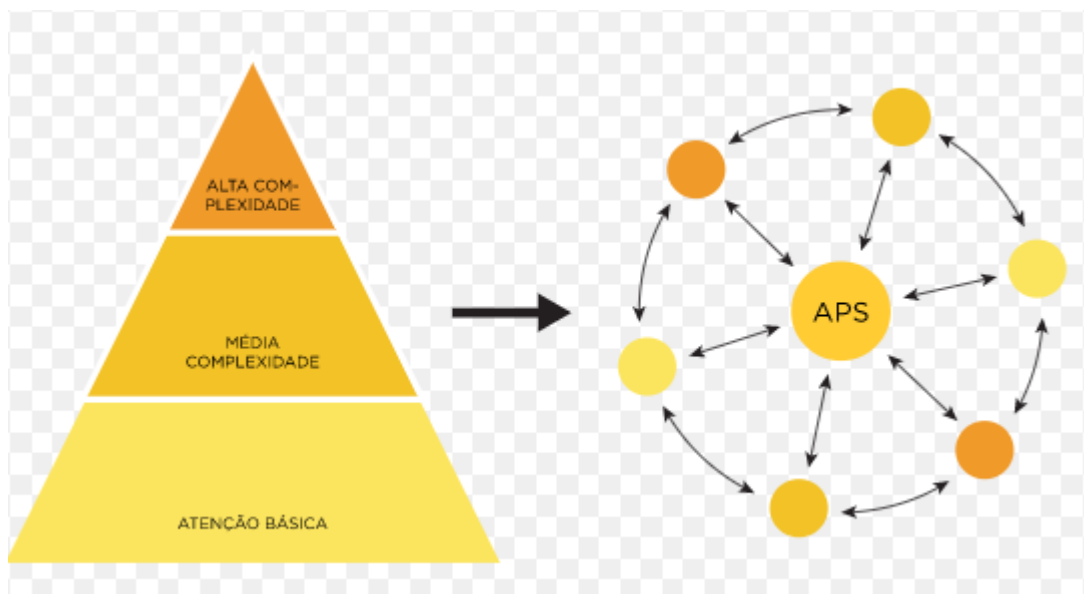 ALTA COM-
PLEXIDADE
MÉDIA
COMPLEXIDADE
ATENÇÃO BÁSICA
APS